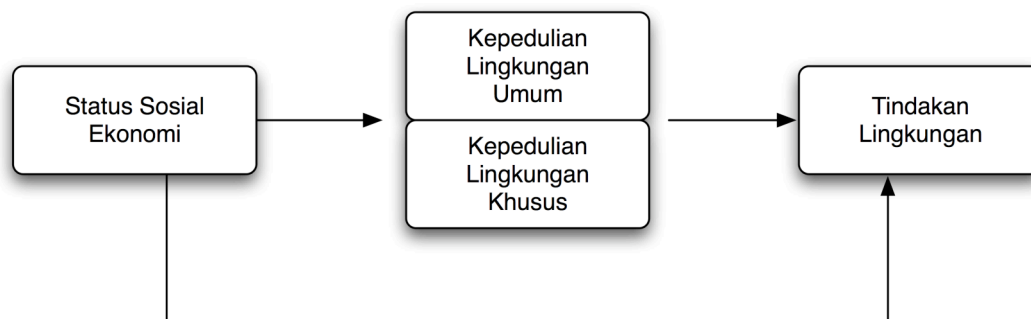 Status Sosial
Ekonomi
Kepedulian
Lingkungan
Umum
Kepedulian
Lingkungan
Khusus
Tindakan
Lingkungan